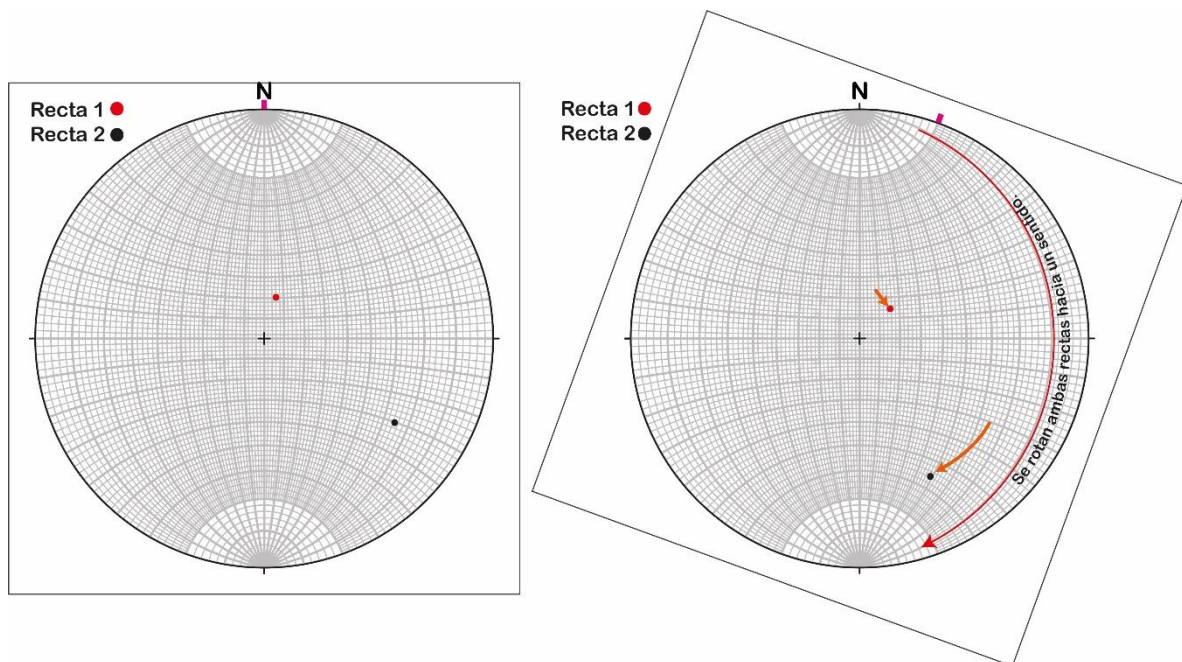 N
Recta 1
Recta 2
N
Recta 1
Recta 2
Se rotan ambas rectas hacia un sentido.